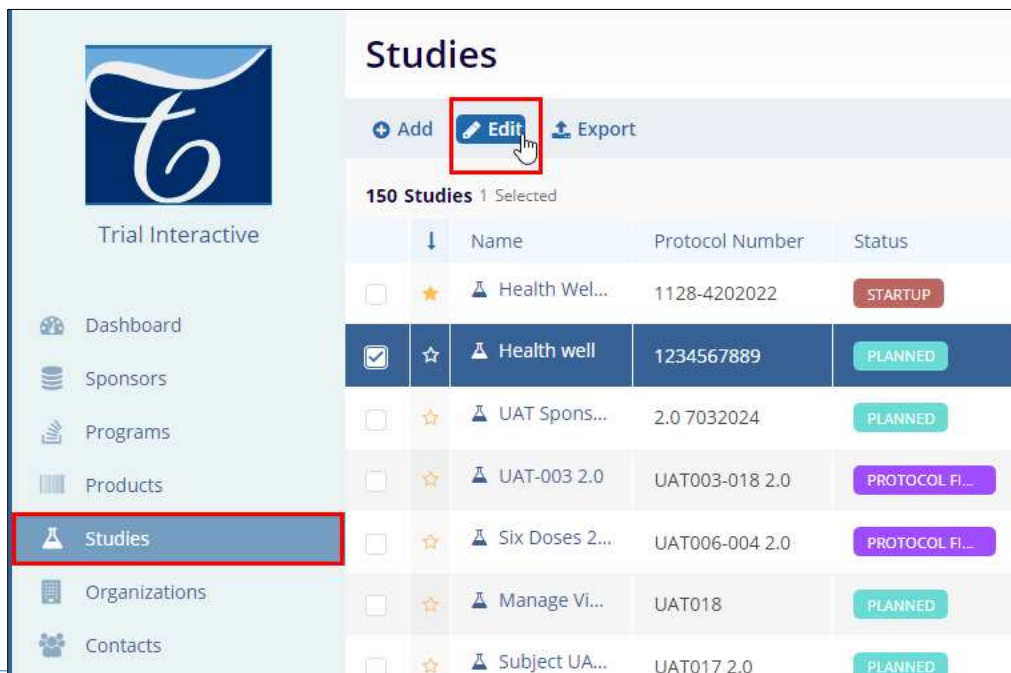 Studies
Add Edit Export
150 Studies 1 Selected
Trial Interactive
Name Protocol Number Status
Health Wel... 1128-4202022 STARTUP
Dashboard
Health well 1234567889 PLANNED
Sponsors
UAT Spons... 2.0 7032024 PLANNED
Programs
UAT-003 2.0 UAT003-018 2.0 PROTOCOL FI...
Products
Studies
Six Doses 2... UAT006-004 2.0 PROTOCOL FI...
Organizations
Manage Vi... UAT018 PLANNED
Contacts
Subject UA... UAT017 2.0 PLANNED